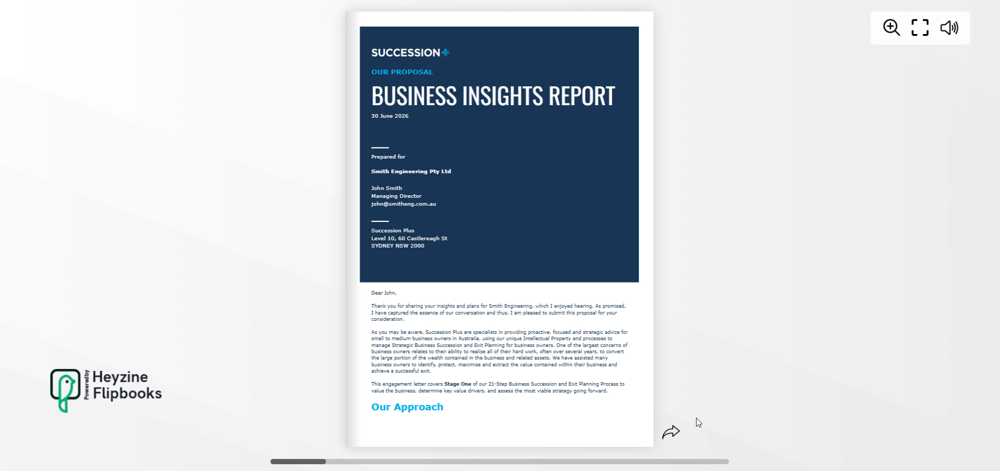 SUCCESSION+
OUR PROPOSAL
BUSINESS INSIGHTS REPORT
30 June 2026
Prepared for
Smith Engineering Pty Ltd
John Smith
Managing Director
john@smitheng.com.au
Succession Plus
Level 10, 60 Castlereagh St
SYDNEY NSW 2000
Dear John,
Thank you for sharing your insights and plans for Smith Engineering, which I enjoyed hearing. As promised,
I have captured the essence of our conversation and thus, I am pleased to submit this proposal for your
consideration.
As you may be aware, Succession Plus are specialists in providing proactive, focused and strategic advice for
small to medium business owners in Australia, using our unique Intellectual Property and processes to
manage Strategic Business Succession and Exit Planning for business owners. One of the largest concerns of
business owners relates to their ability to realise all of their hard work, often over several years, to convert
the large portion of the wealth contained in the business and related assets. We have assisted many
business owners to identify, protect, maximise and extract the value contained within their business and
achieve a successful exit.
This engagement letter covers Stage One of our 21-Step Business Succession and Exit Planning Process to
value the business, determine key value drivers, and assess the most viable strategy going forward.
Our Approach
Powered by
Heyzine
Flipbooks